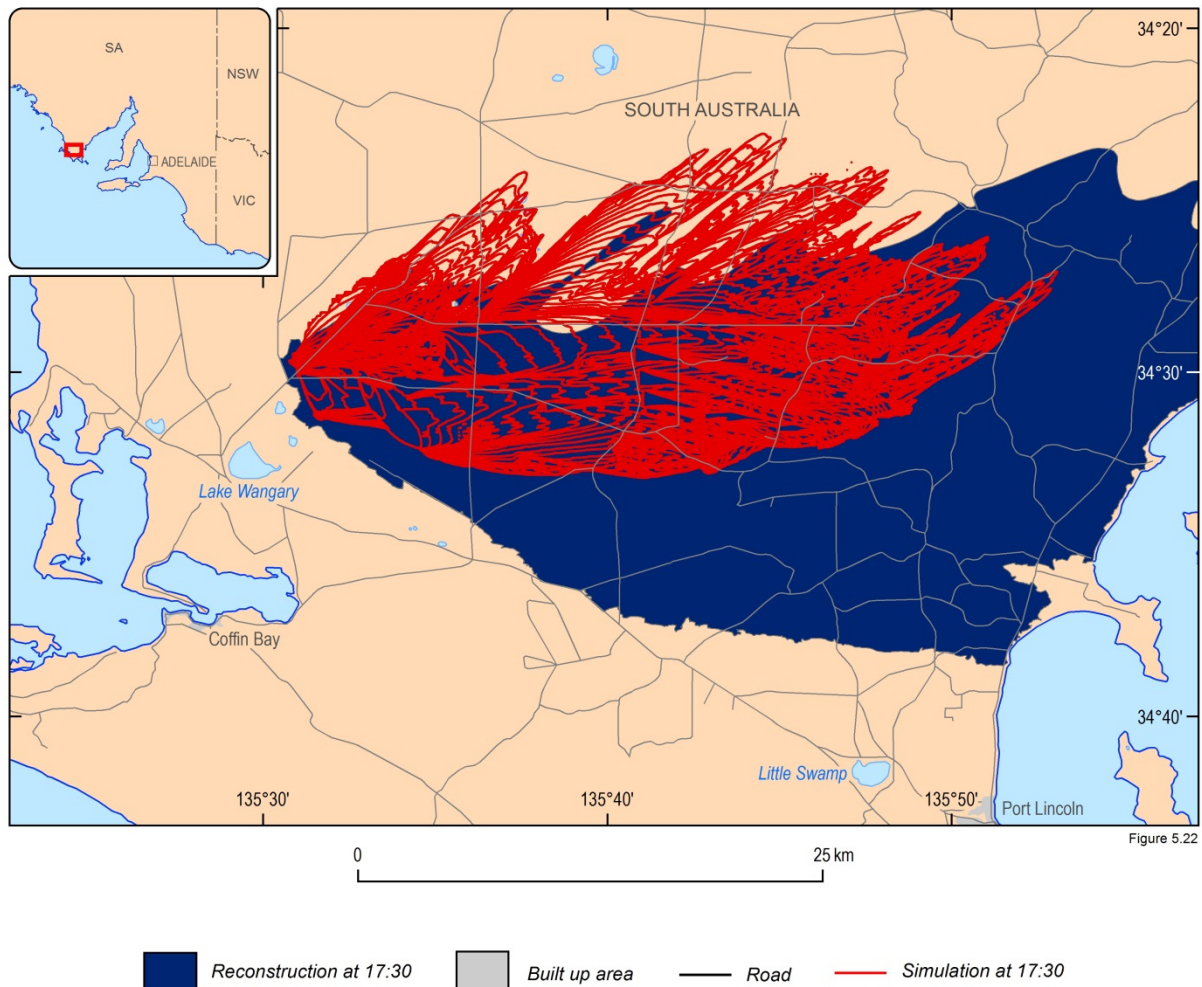 SA
NSW
ADELAIDE
VIC
34°20'
SOUTH AUSTRALIA
34°30'
Lake Wangary
Coffin Bay
34°40'
Little Swamp
135°30'
135°40'
135°50'
Port Lincoln
Figure 5.22
0
25 km
Reconstruction at 17:30
Built up area
Road
Simulation at 17:30